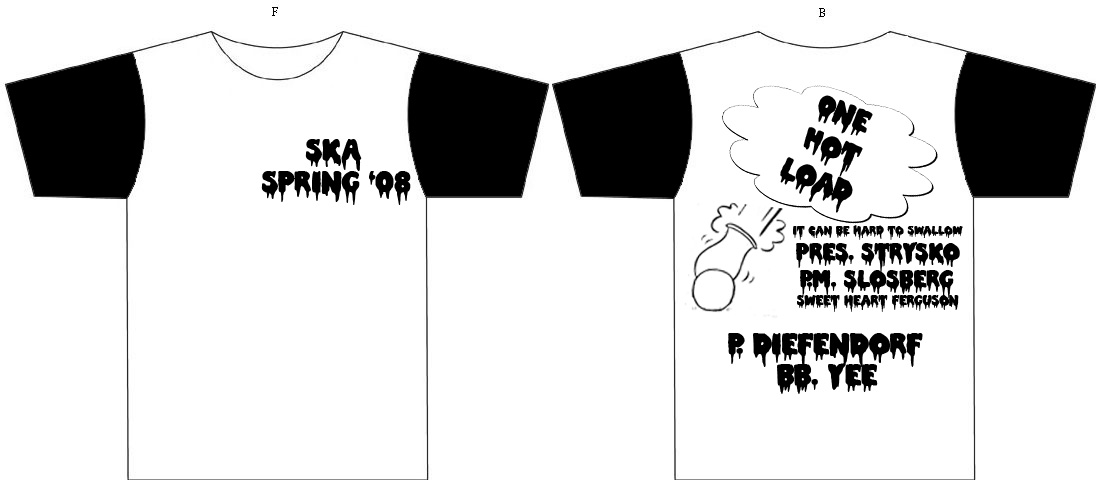 F
SKA
SPRING '08
B
ONE
HOT
LOAD
IT CAN BE HARD TO SWALLOW
PRES. STRYSKO
P.M. SLOSBERG
SWEET HEART FERGUSON
P. DIEFENDORF
BB. YEE